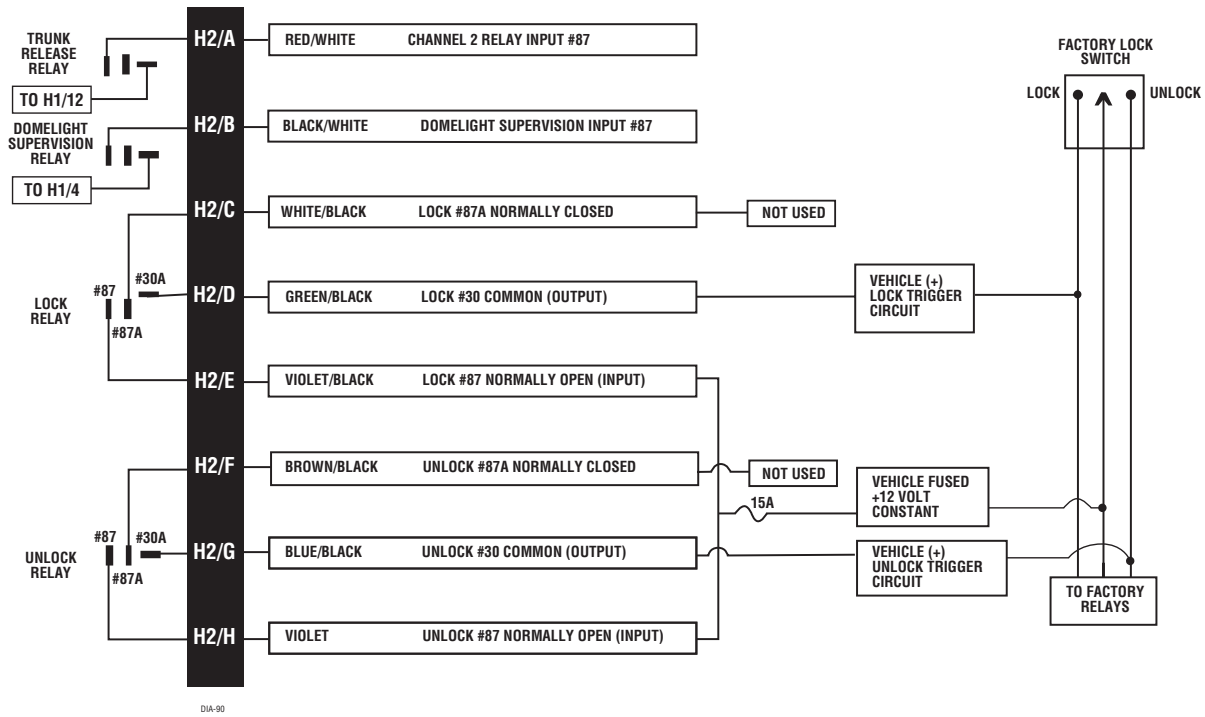 TRUNK
RELEASE
RELAY
TO H1/12
DOMELIGHT
SUPERVISION
RELAY
TO H1/4
LOCK
RELAY
#87
#30A
#87A
UNLOCK
RELAY
#87
#30A
#87A
H2/A
RED/WHITE CHANNEL 2 RELAY INPUT #87
H2/B
BLACK/WHITE DOMELIGHT SUPERVISION INPUT #87
H2/C
WHITE/BLACK LOCK #87A NORMALLY CLOSED
NOT USED
H2/D
GREEN/BLACK LOCK #30 COMMON (OUTPUT)
VEHICLE (+)
LOCK TRIGGER
CIRCUIT
H2/E
VIOLET/BLACK LOCK #87 NORMALLY OPEN (INPUT)
H2/F
BROWN/BLACK UNLOCK #87A NORMALLY CLOSED
NOT USED
15A
VEHICLE FUSED
+12 VOLT
CONSTANT
H2/G
BLUE/BLACK UNLOCK #30 COMMON (OUTPUT)
VEHICLE (+)
UNLOCK TRIGGER
CIRCUIT
H2/H
VIOLET UNLOCK #87 NORMALLY OPEN (INPUT)
FACTORY LOCK
SWITCH
LOCK
UNLOCK
TO FACTORY
RELAYS
DIA-90